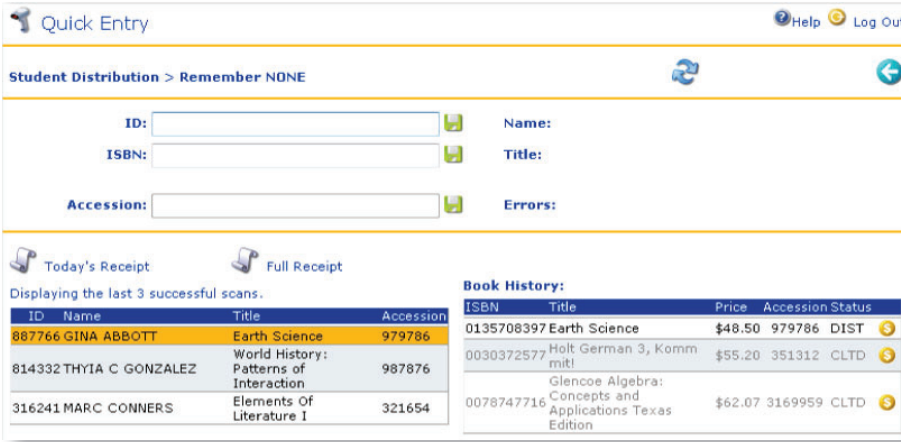 Quick Entry
Help
Log Out
Student Distribution > Remember NONE
ID:
Name:
ISBN:
Title:
Accession:
Errors:
Today's Receipt
Full Receipt
Displaying the last 3 successful scans.
ID Name Title Accession
887766 GINA ABBOTT Earth Science 979786
World History:
814332 THYIA C GONZALEZ Patterns of 987876
Interaction
316241 MARC CONNERS Elements Of 321654
Literature I
Book History:
ISBN Title Price Accession Status
0135708397 Earth Science $48.50 979786 DIST
0030372577 Holt German 3, Komm $55.20 351312 CLTD
mit!
Glencoe Algebra:
0078747716 Concepts and $62.07 3169959 CLTD
Applications Texas
Edition